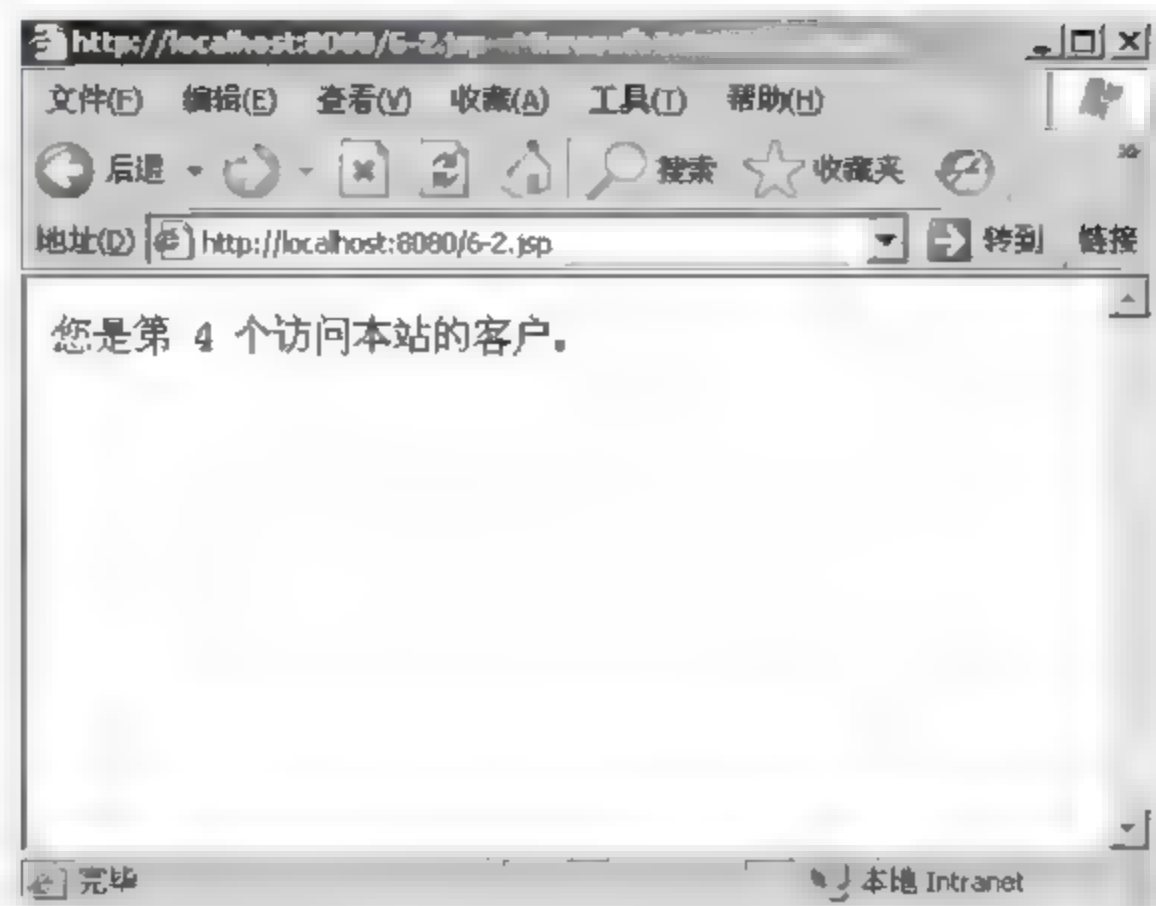 http://localhost:8080/6-2.jsp
文件(F) 编辑(E) 查看(V) 收藏(A) 工具(T) 帮助(H)
后退 搜索 收藏夹
地址(D) http://localhost:8080/6-2.jsp 转到 链接
您是第 4 个访问本站的客户。
完毕 本地 Intranet